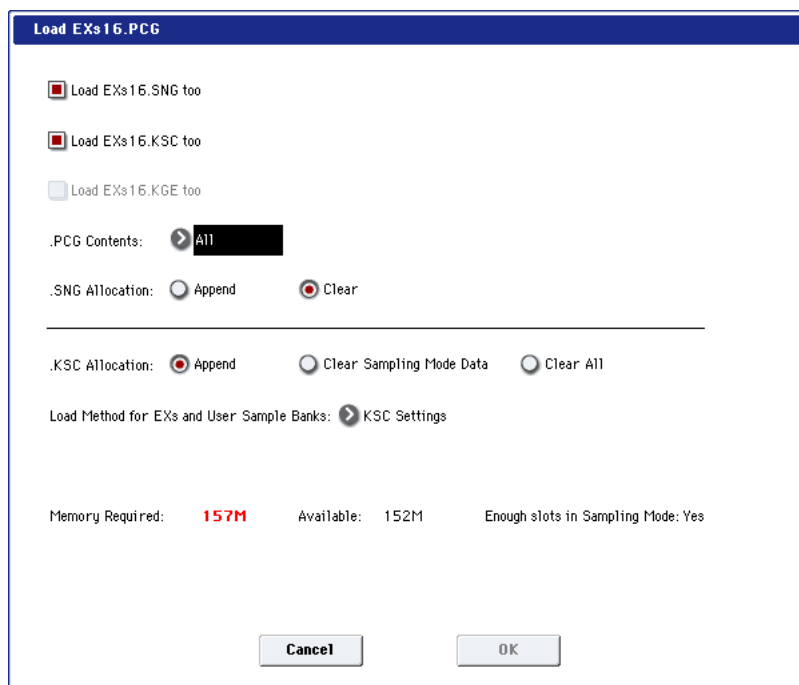 Load EXs16.PCG
Load EXs16.SNG too
Load EXs16.KSC too
Load EXs16.KGE too
.PCG Contents: All
.SNG Allocation: Append Clear
.KSC Allocation: Append Clear Sampling Mode Data Clear All
Load Method for EXs and User Sample Banks: KSC Settings
Memory Required: 157M Available: 152M Enough slots in Sampling Mode: Yes
Cancel OK